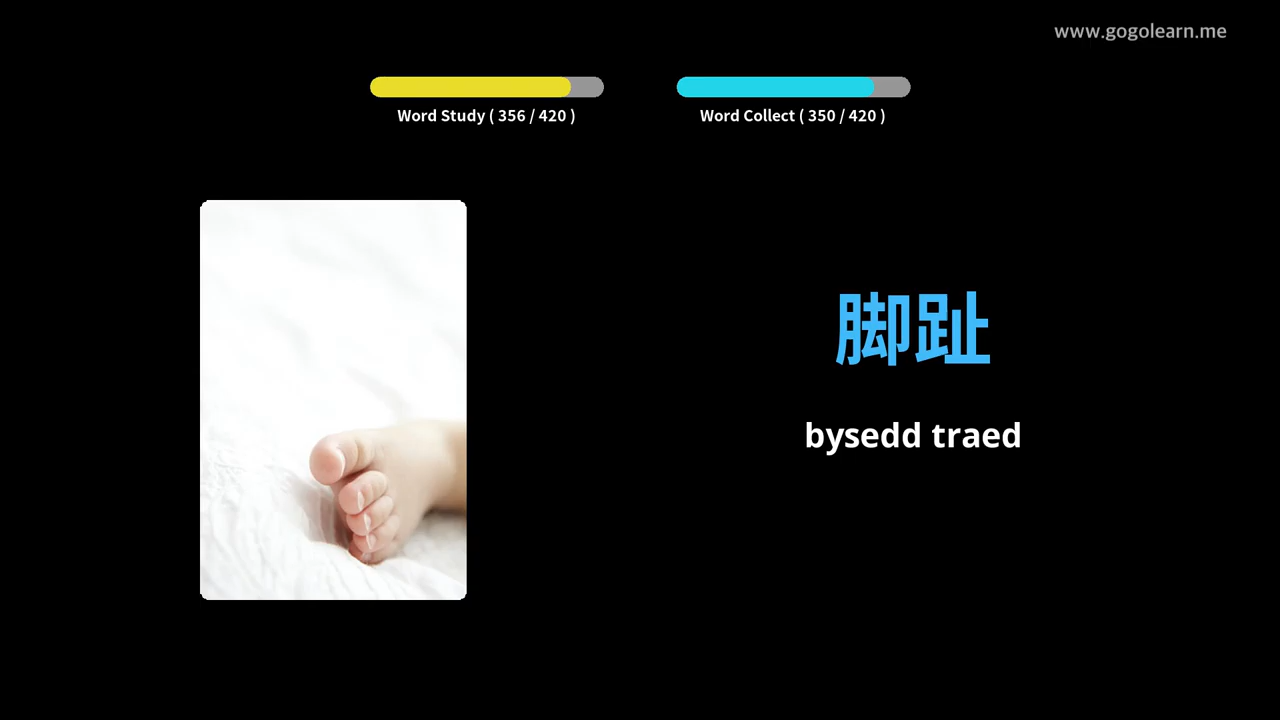 www.gogolearn.me
Word Study ( 356 / 420 )
Word Collect ( 350 / 420 )
脚趾
bysedd traed